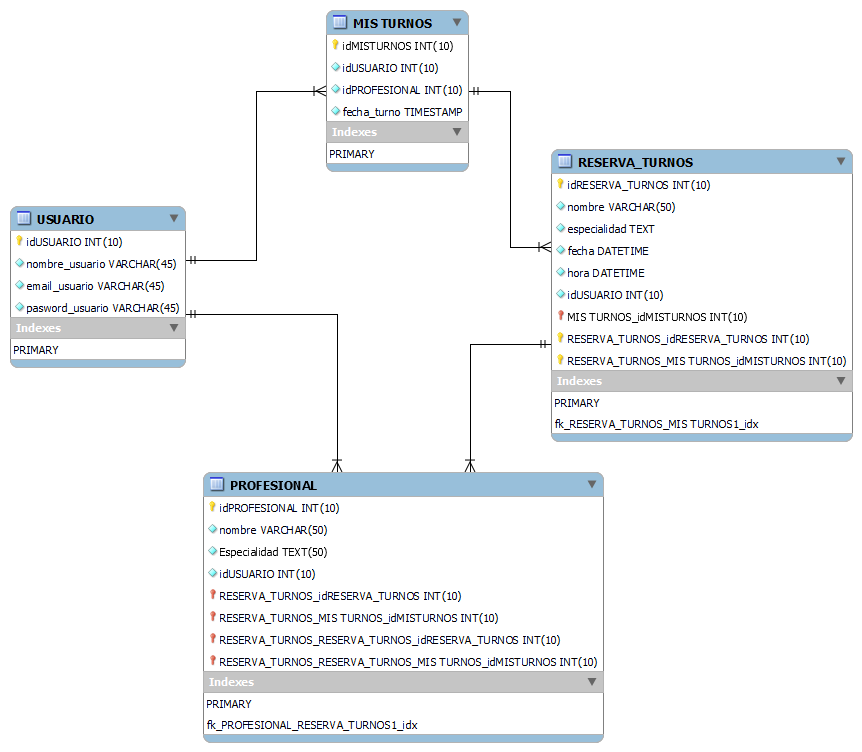 MIS TURNOS
idMISTURNOS INT(10)
idUSUARIO INT(10)
idPROFESIONAL INT(10)
fecha_turno TIMESTAMP
Indexes
PRIMARY
RESERVA_TURNOS
idRESERVA_TURNOS INT(10)
nombre VARCHAR(50)
especialidad TEXT
fecha DATETIME
hora DATETIME
idUSUARIO INT(10)
MIS TURNOS_idMISTURNOS INT(10)
RESERVA_TURNOS_idRESERVA_TURNOS INT(10)
RESERVA_TURNOS_MIS TURNOS_idMISTURNOS INT(10)
Indexes
PRIMARY
fk_RESERVA_TURNOS_MIS TURNOS1_idx
USUARIO
idUSUARIO INT(10)
nombre_usuario VARCHAR(45)
email_usuario VARCHAR(45)
pasword_usuario VARCHAR(45)
Indexes
PRIMARY
PROFESIONAL
idPROFESIONAL INT(10)
nombre VARCHAR(50)
Especialidad TEXT(50)
idUSUARIO INT(10)
RESERVA_TURNOS_idRESERVA_TURNOS INT(10)
RESERVA_TURNOS_MIS TURNOS_idMISTURNOS INT(10)
RESERVA_TURNOS_RESERVA_TURNOS_idRESERVA_TURNOS INT(10)
RESERVA_TURNOS_RESERVA_TURNOS_MIS TURNOS_idMISTURNOS INT(10)
Indexes
PRIMARY
fk_PROFESIONAL_RESERVA_TURNOS1_idx